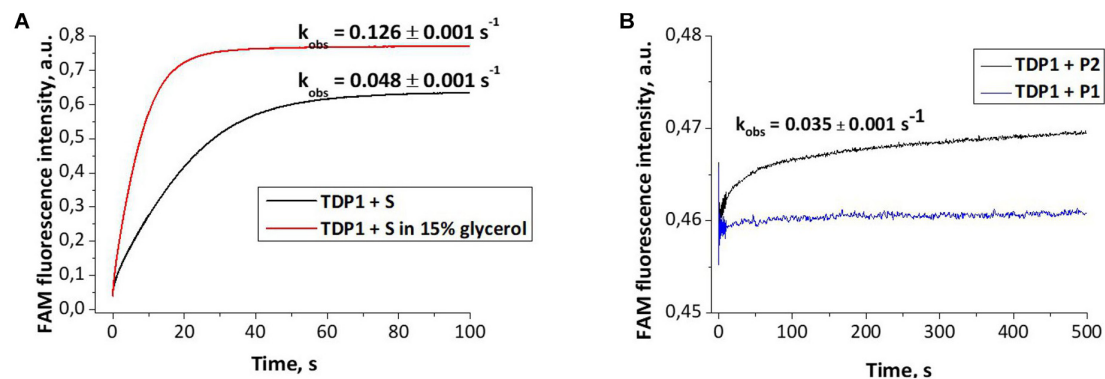 A
k_obs = 0.126 ± 0.001 s⁻¹
k_obs = 0.048 ± 0.001 s⁻¹
FAM fluorescence intensity, a.u.
0,8
0,7
0,6
0,5
0,4
0,3
0,2
0,1
0,0
TDP1 + S
TDP1 + S in 15% glycerol
0 20 40 60 80 100
Time, s
B
FAM fluorescence intensity, a.u.
0,48
0,47
0,46
0,45
TDP1 + P2
TDP1 + P1
k_obs = 0.035 ± 0.001 s⁻¹
0 100 200 300 400 500
Time, s